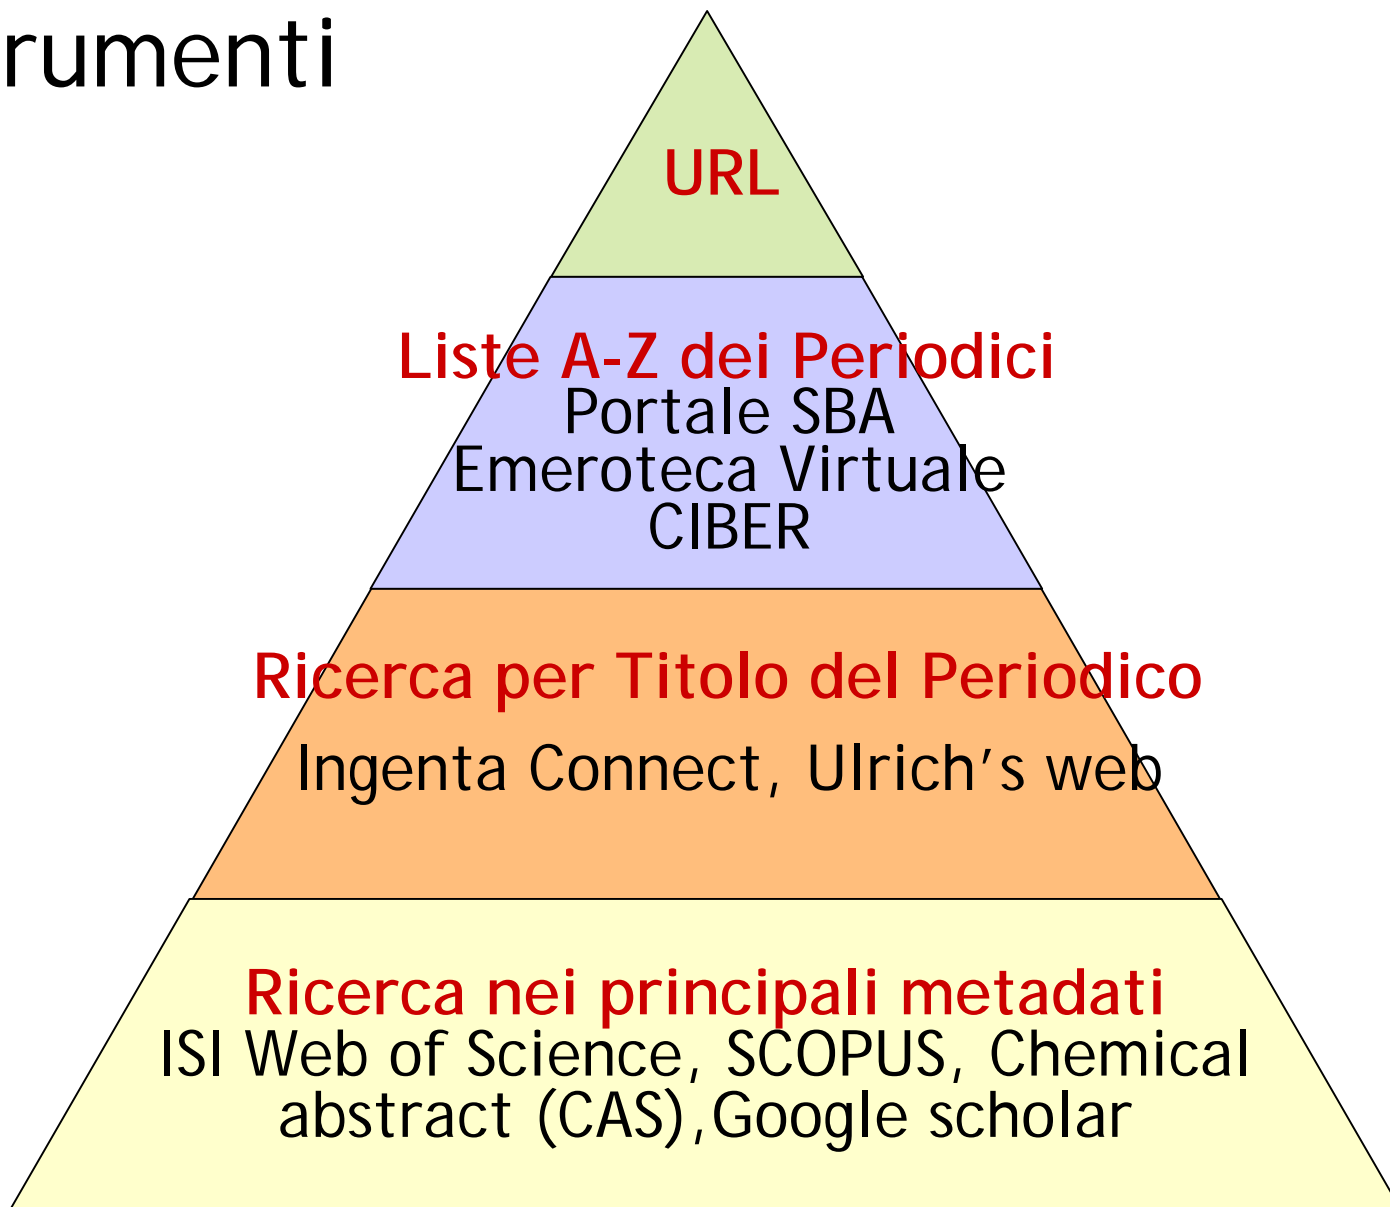 rumenti
URL
Liste A-Z dei Periodici
Portale SBA
Emeroteca Virtuale
CIBER
Ricerca per Titolo del Periodico
Ingenta Connect, Ulrich’s web
Ricerca nei principali metadati
ISI Web of Science, SCOPUS, Chemical
abstract (CAS),Google scholar